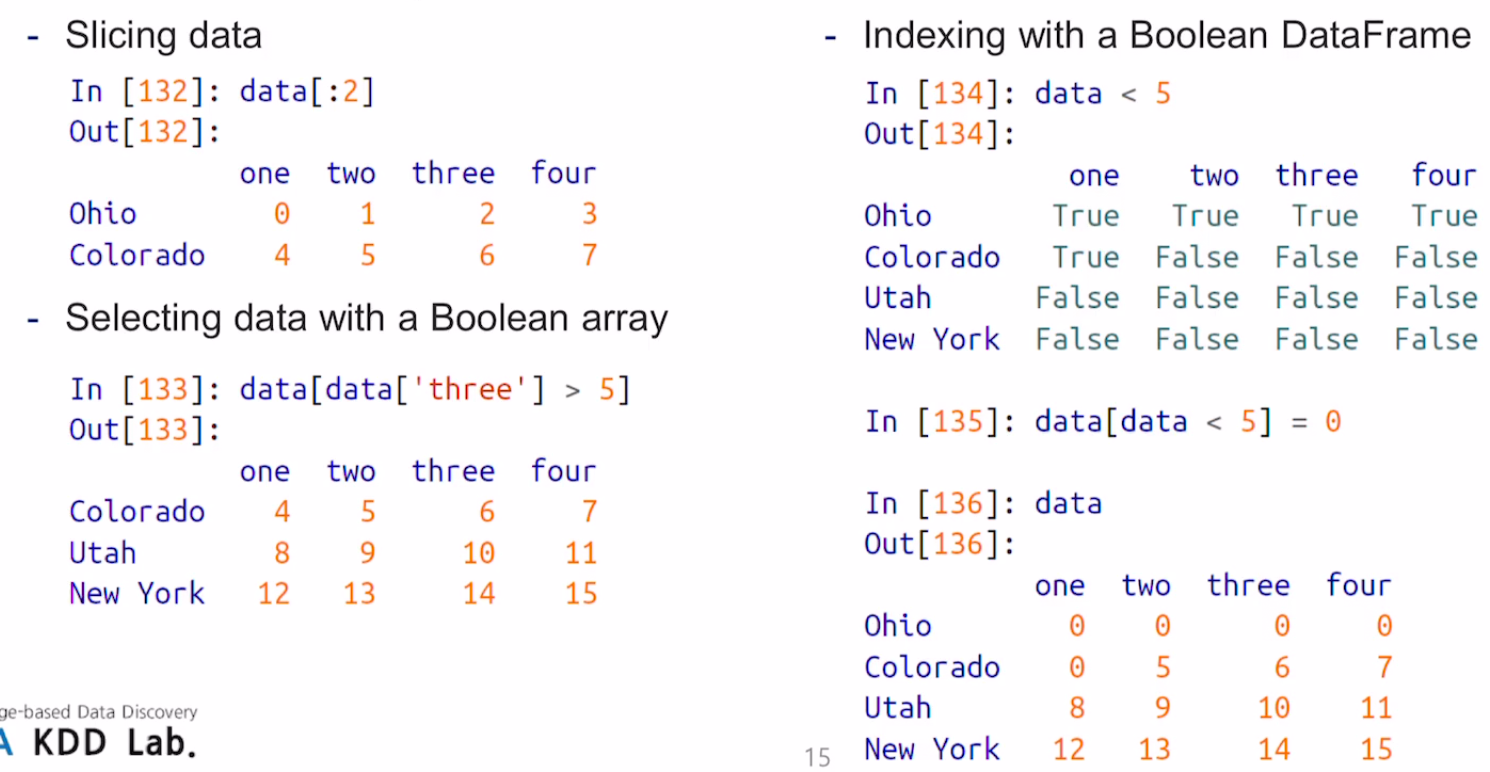 - Slicing data
In [132]: data[:2]
Out[132]:
one two three four
Ohio 0 1 2 3
Colorado 4 5 6 7
- Selecting data with a Boolean array
In [133]: data[data['three'] > 5]
Out[133]:
one two three four
Colorado 4 5 6 7
Utah 8 9 10 11
New York 12 13 14 15
- Indexing with a Boolean DataFrame
In [134]: data < 5
Out[134]:
one two three four
Ohio True True True True
Colorado True False False False
Utah False False False False
New York False False False False
In [135]: data[data < 5] = 0
In [136]: data
Out[136]:
one two three four
Ohio 0 0 0 0
Colorado 0 5 6 7
Utah 8 9 10 11
New York 12 13 14 15
ge-based Data Discovery
A KDD Lab.
15